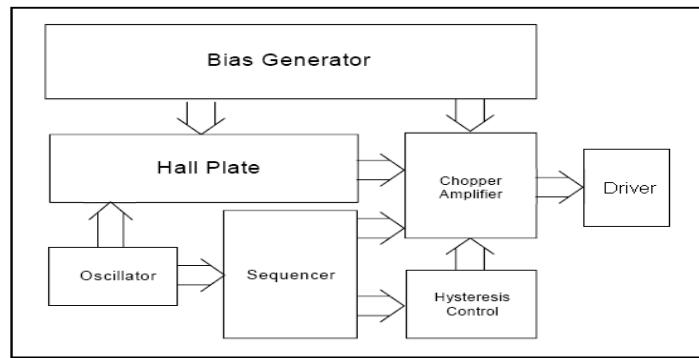 Bias Generator
Hall Plate
Chopper
Amplifier
Driver
Oscillator
Sequencer
Hysteresis
Control